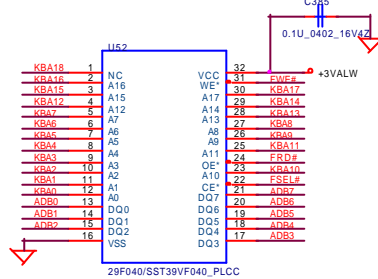 C385
0.1U_0402_16V4Z
U52
KBA18 1 NC VCC 32 +3VALW
KBA16 2 A16 WE* 31 FWE#
KBA15 3 A15 A17 30 KBA17
KBA12 4 A12 A14 29 KBA14
KBA7 5 A7 A13 28 KBA13
KBA6 6 A6 A8 27 KBA8
KBA5 7 A5 A9 26 KBA9
KBA4 8 A4 A11 25 KBA11
KBA3 9 A3 OE* 24 FRD#
KBA2 10 A2 A10 23 KBA10
KBA1 11 A1 CE* 22 FSEL#
KBA0 12 A0 DQ7 21 ADB7
ADB0 13 DQ0 DQ6 20 ADB6
ADB1 14 DQ1 DQ5 19 ADB5
ADB2 15 DQ2 DQ4 18 ADB4
16 VSS DQ3 17 ADB3
29F040/SST39VF040_PLCC